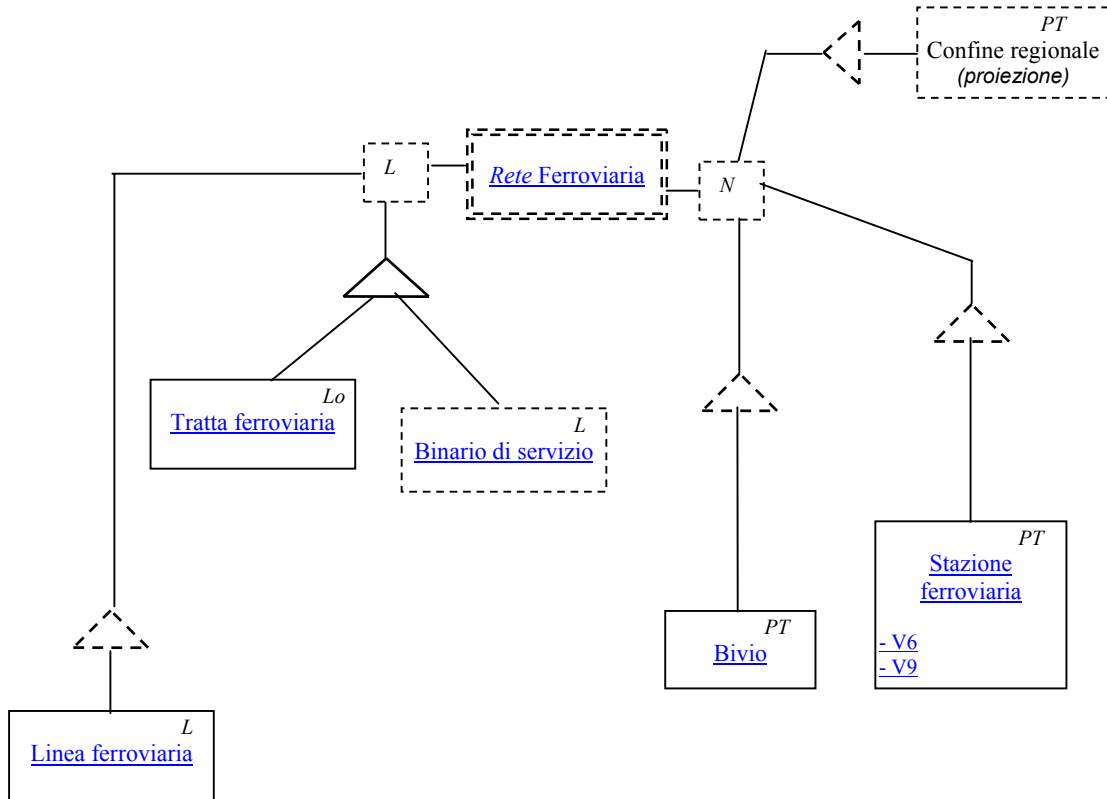 PT
Confine regionale
(proiezione)
L
Rete Ferroviaria
N
Lo
Tratta ferroviaria
L
Binario di servizio
PT
Stazione
ferroviaria
- V6
- V9
PT
Bivio
L
Linea ferroviaria